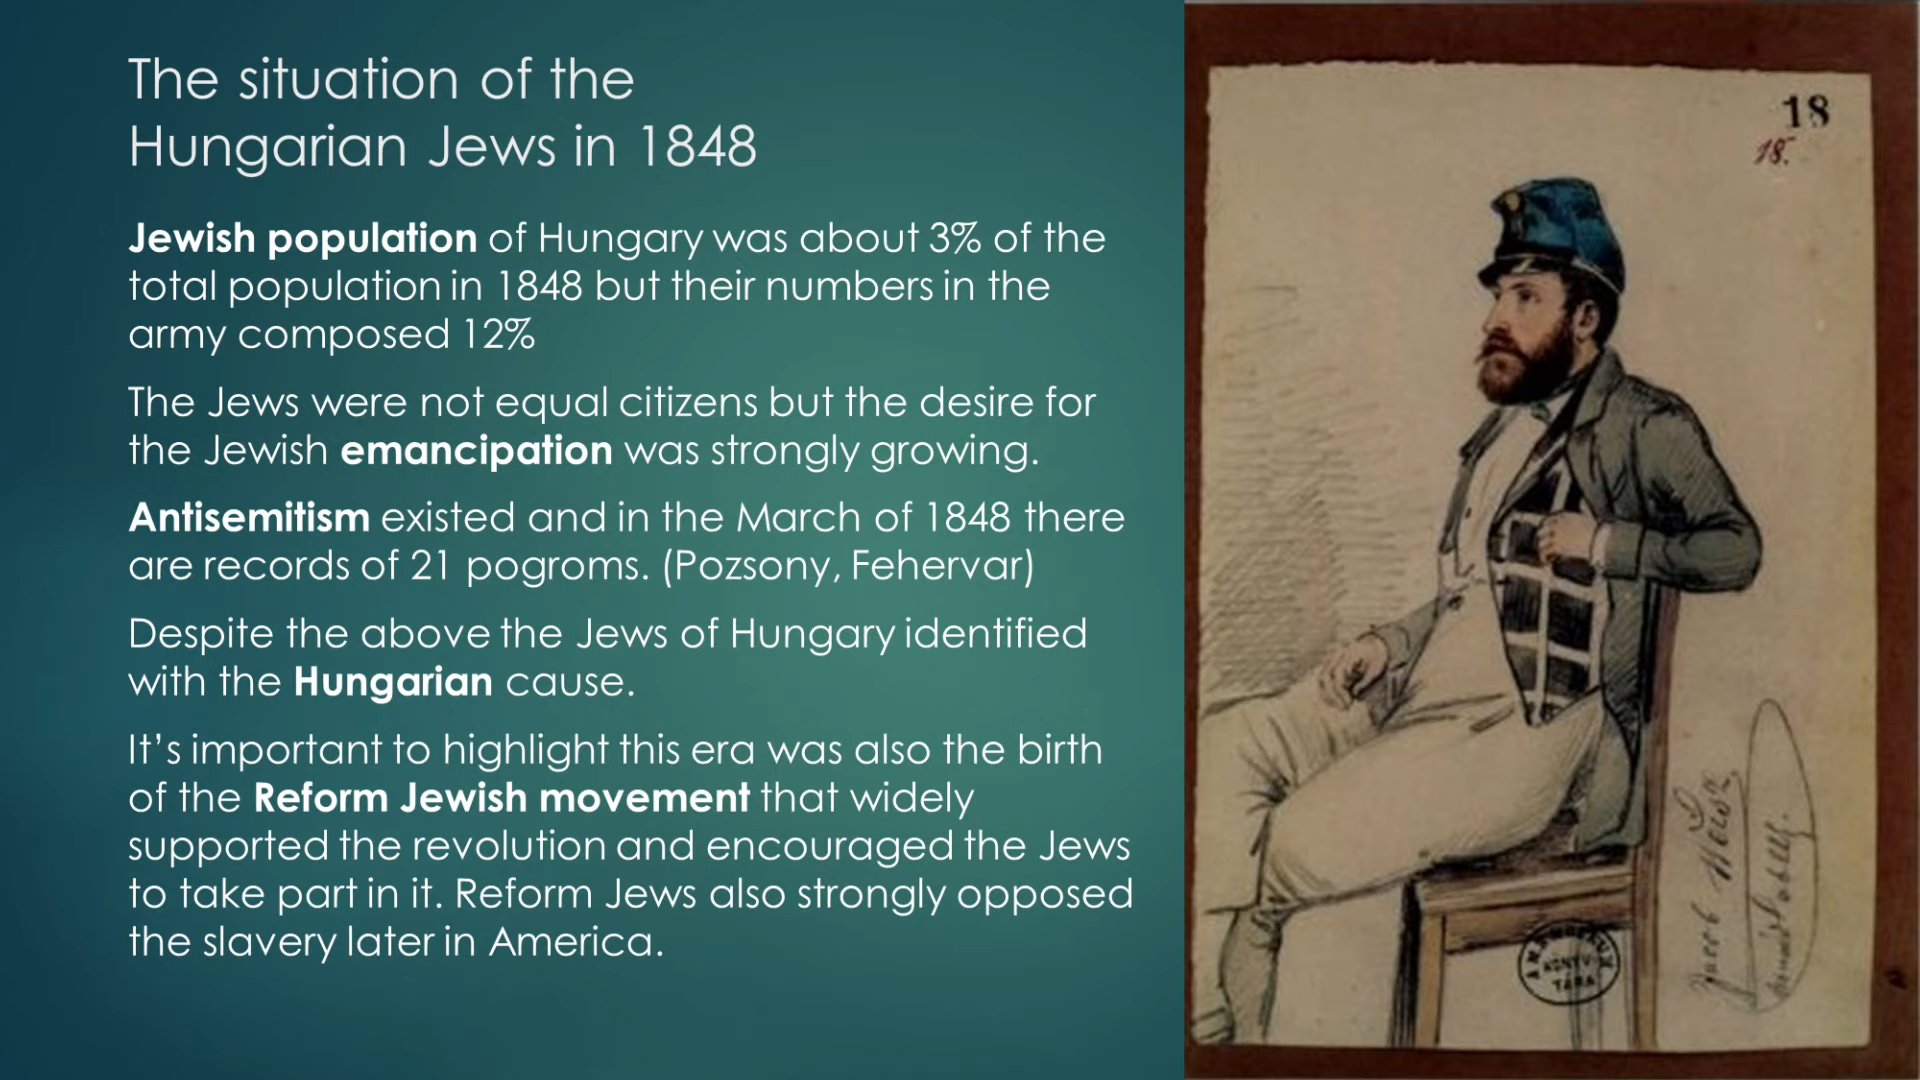 The situation of the
Hungarian Jews in 1848
Jewish population of Hungary was about 3% of the
total population in 1848 but their numbers in the
army composed 12%
The Jews were not equal citizens but the desire for
the Jewish emancipation was strongly growing.
Antisemitism existed and in the March of 1848 there
are records of 21 pogroms. (Pozsony, Fehervar)
Despite the above the Jews of Hungary identified
with the Hungarian cause.
It's important to highlight this era was also the birth
of the Reform Jewish movement that widely
supported the revolution and encouraged the Jews
to take part in it. Reform Jews also strongly opposed
the slavery later in America.
18
18.
Jacob
KÖNYV
TÁRA